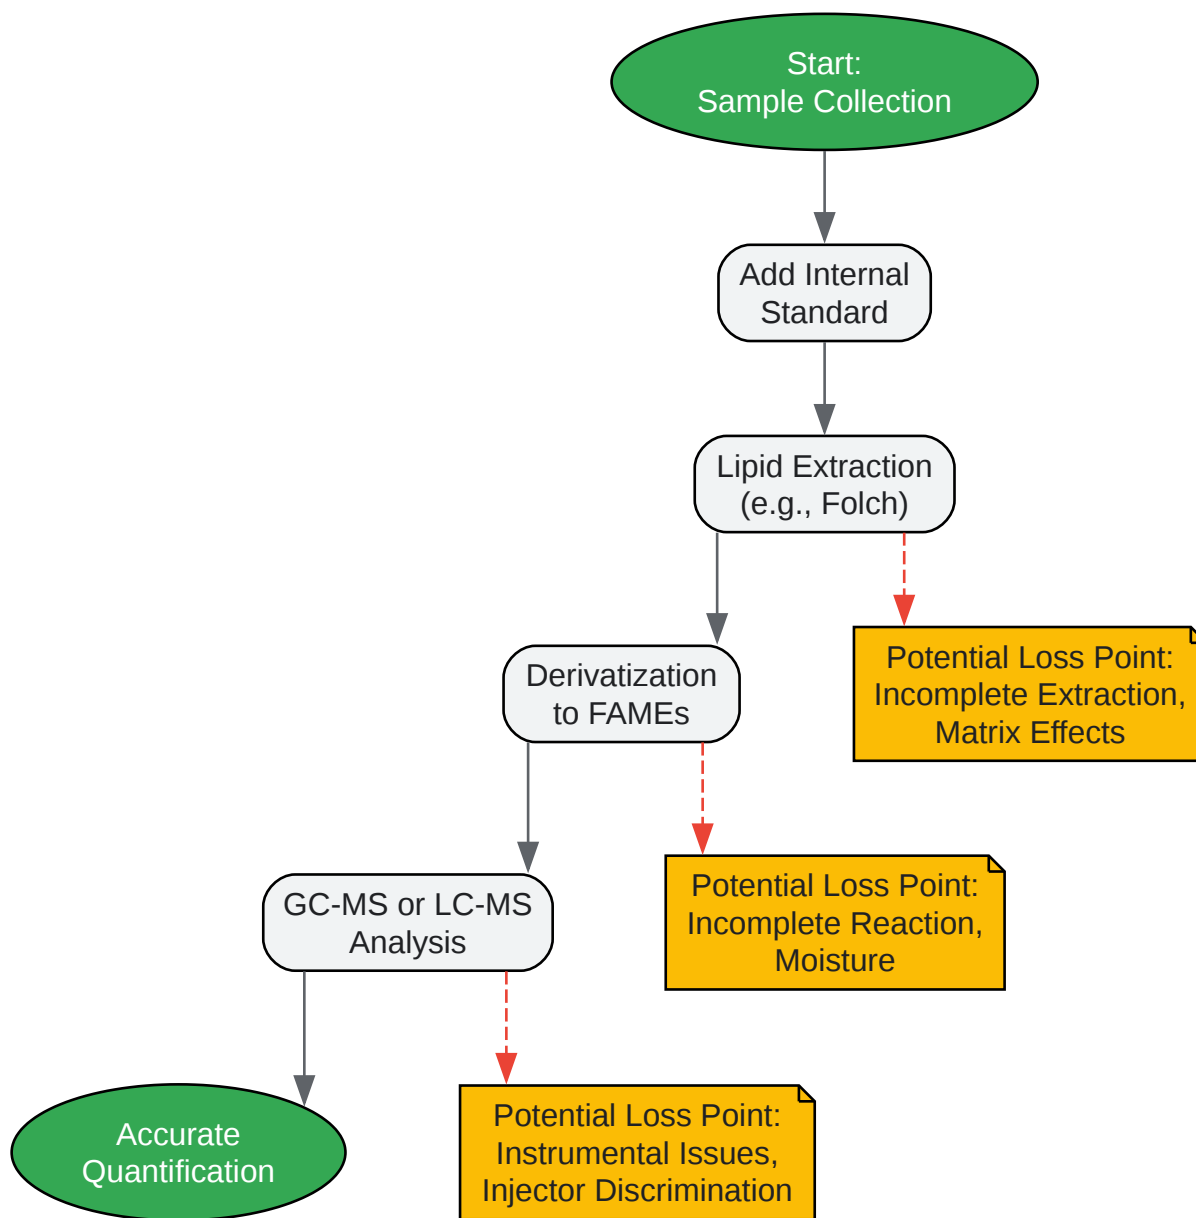 Start:
Sample Collection
Add Internal
Standard
Lipid Extraction
(e.g., Folch)
Potential Loss Point:
Incomplete Extraction,
Matrix Effects
Derivatization
to FAMEs
Potential Loss Point:
Incomplete Reaction,
Moisture
GC-MS or LC-MS
Analysis
Potential Loss Point:
Instrumental Issues,
Injector Discrimination
Accurate
Quantification